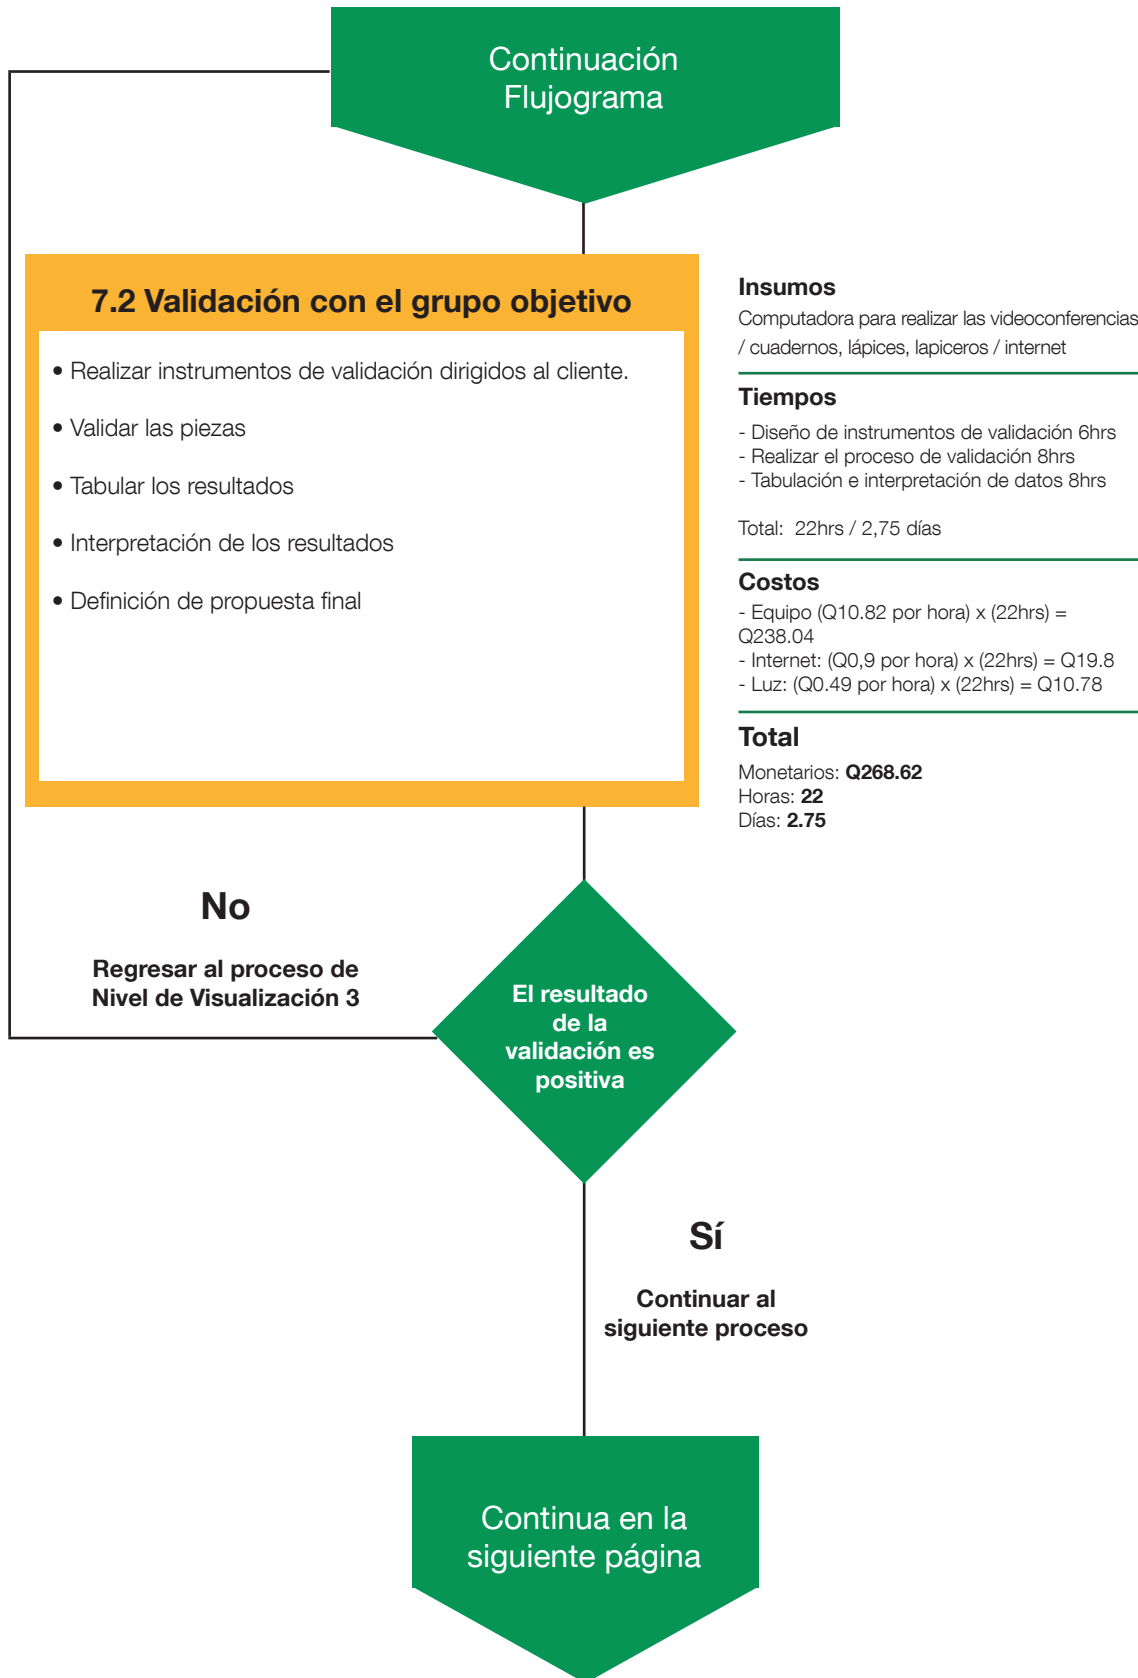 Continuación
Flujograma
7.2 Validación con el grupo objetivo
• Realizar instrumentos de validación dirigidos al cliente.
• Validar las piezas
• Tabular los resultados
• Interpretación de los resultados
• Definición de propuesta final
Insumos
Computadora para realizar las videoconferencias
/ cuadernos, lápices, lapiceros / internet
Tiempos
- Diseño de instrumentos de validación 6hrs
- Realizar el proceso de validación 8hrs
- Tabulación e interpretación de datos 8hrs
Total:  22hrs / 2,75 días
Costos
- Equipo (Q10.82 por hora) x (22hrs) =
Q238.04
- Internet: (Q0,9 por hora) x (22hrs) = Q19.8
- Luz: (Q0.49 por hora) x (22hrs) = Q10.78
Total
Monetarios: Q268.62
Horas: 22
Días: 2.75
No
Regresar al proceso de
Nivel de Visualización 3
El resultado
de la
validación es
positiva
Sí
Continuar al
siguiente proceso
Continua en la
siguiente página